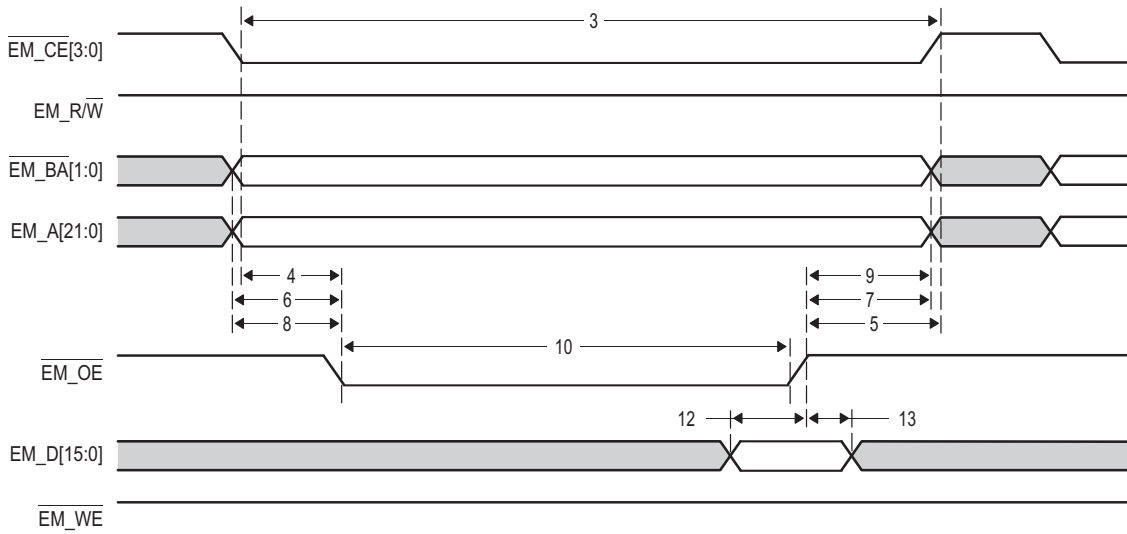 3
EM_CE[3:0]
EM_R/W
EM_BA[1:0]
EM_A[21:0]
4 9
6 7
8 5
10
EM_OE
12 13
EM_D[15:0]
EM_WE